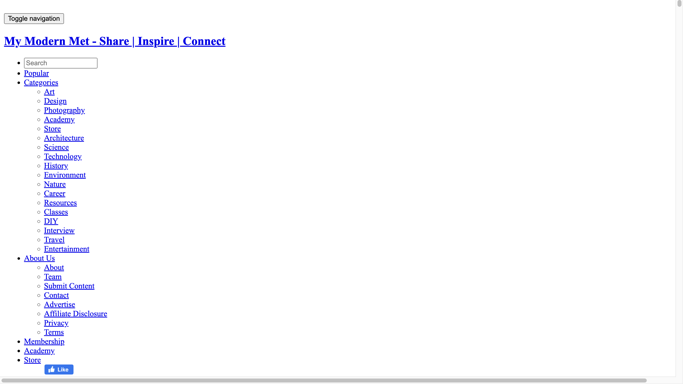 Toggle navigation
My Modern Met - Share | Inspire | Connect
Search
Popular
Categories
Art
Design
Photography
Academy
Store
Architecture
Science
Technology
History
Environment
Nature
Career
Resources
Classes
DIY
Interview
Travel
Entertainment
About Us
About
Team
Submit Content
Contact
Advertise
Affiliate Disclosure
Privacy
Terms
Membership
Academy
Store
Like